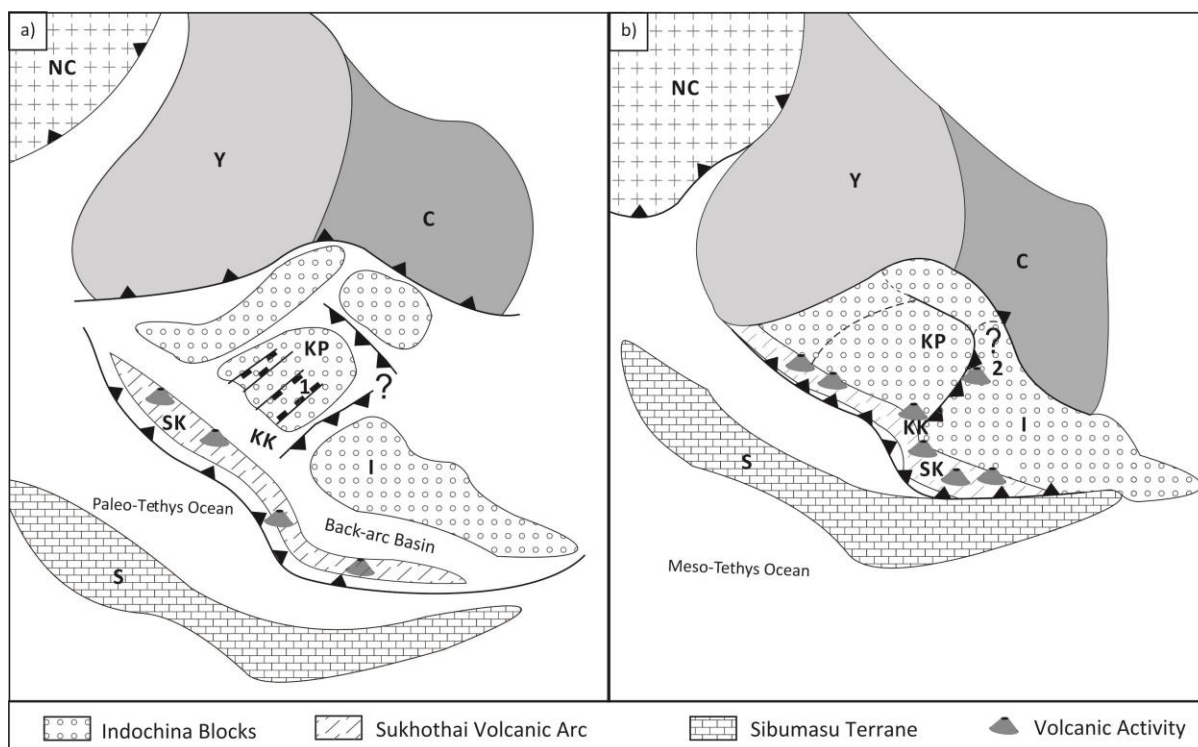 a)
NC
Y
C
KP
1
?
KK
SK
I
Paleo-Tethys Ocean
Back-arc Basin
S
b)
NC
Y
C
KP
?
2
KK
I
SK
S
Meso-Tethys Ocean
Indochina Blocks
Sukhothai Volcanic Arc
Sibumasu Terrane
Volcanic Activity